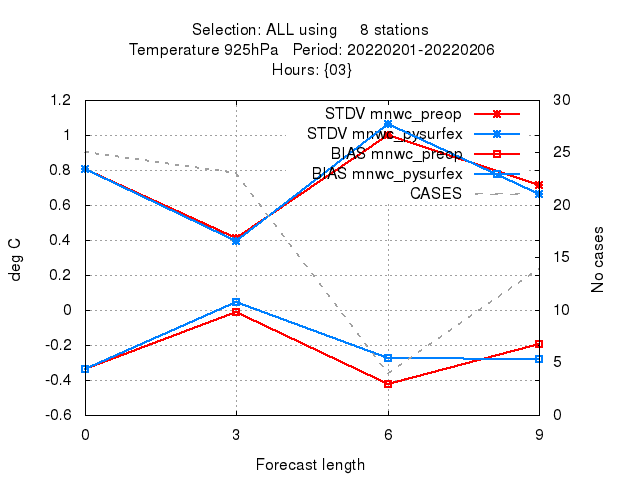 Selection: ALL using     8 stations
Temperature 925hPa   Period: 20220201-20220206
Hours: {03}
1.2
1
0.8
0.6
0.4
0.2
0
-0.2
-0.4
-0.6
deg C
STDV mnwc_preop
STDV mnwc_pysurfex
BIAS mnwc_preop
BIAS mnwc_pysurfex
CASES
30
25
20
15
10
5
0
No cases
0 3 6 9
Forecast length